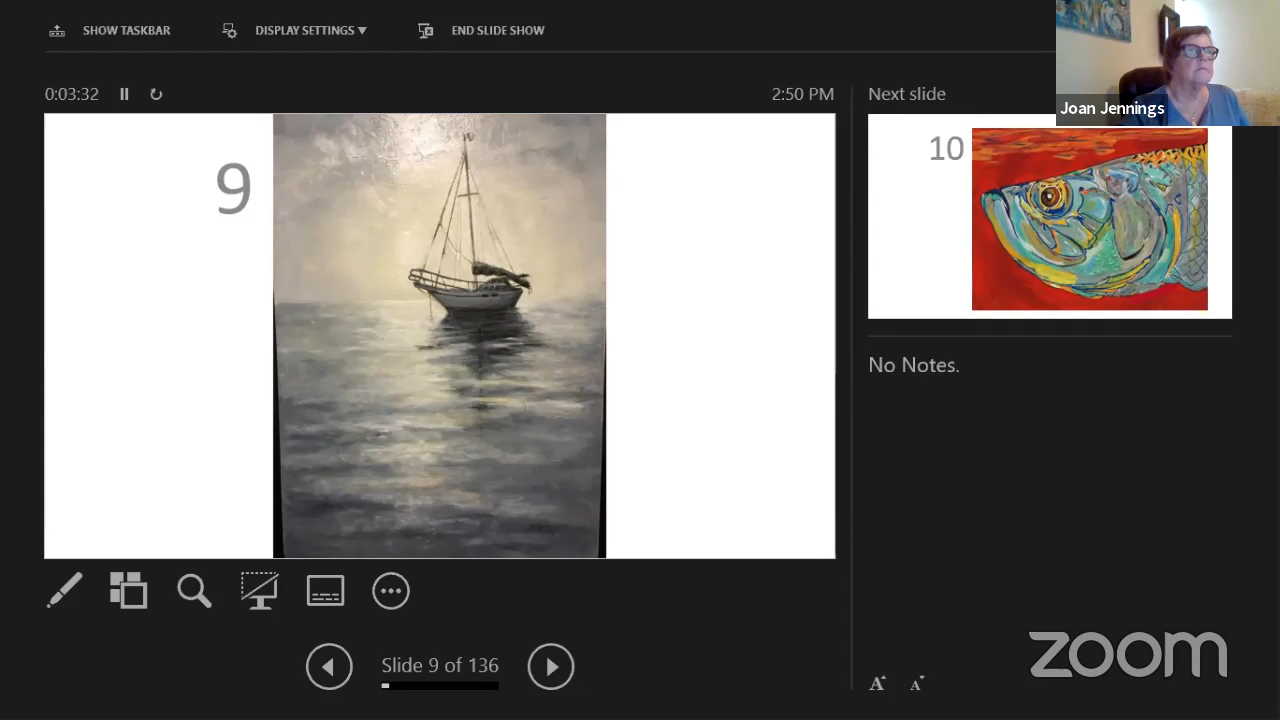 SHOW TASKBAR
DISPLAY SETTINGS
END SLIDE SHOW
Joan Jennings
0:03:32
2:50 PM
Next slide
9
10
No Notes.
Slide 9 of 136
A A
zoom